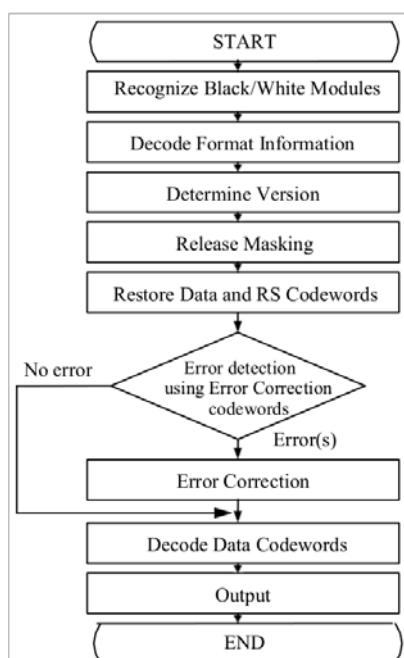 START
Recognize Black/White Modules
Decode Format Information
Determine Version
Release Masking
Restore Data and RS Codewords
No error
Error detection
using Error Correction
codewords
Error(s)
Error Correction
Decode Data Codewords
Output
END